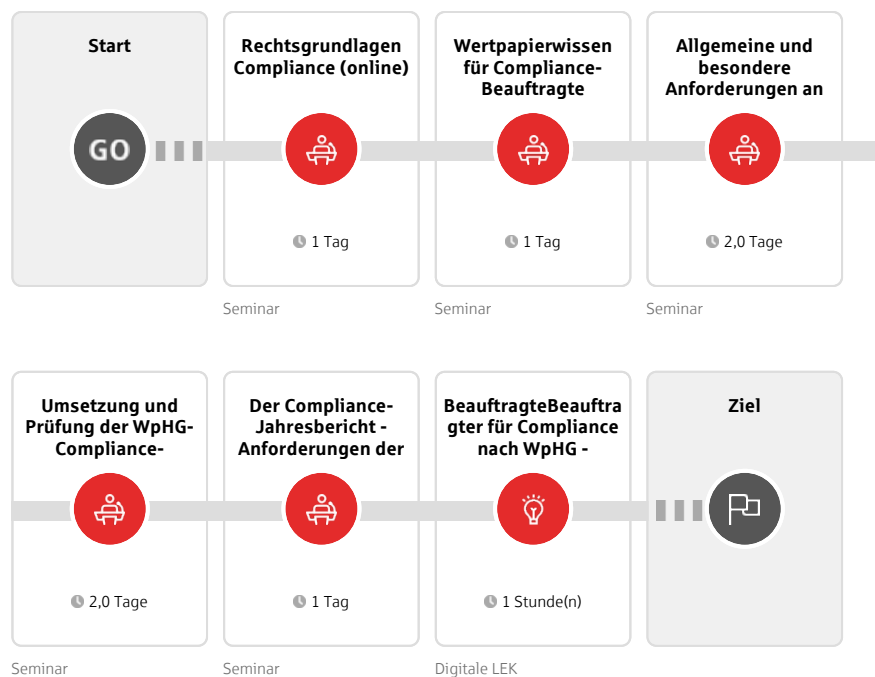 Start
GO
Rechtsgrundlagen
Compliance (online)
1 Tag
Seminar
Wertpapierwissen
für Compliance-
Beauftragte
1 Tag
Seminar
Allgemeine und
besondere
Anforderungen an
2,0 Tage
Seminar
Umsetzung und
Prüfung der WpHG-
Compliance-
2,0 Tage
Seminar
Der Compliance-
Jahresbericht -
Anforderungen der
1 Tag
Seminar
BeauftragteBeauftra
gter für Compliance
nach WpHG -
1 Stunde(n)
Digitale LEK
Ziel